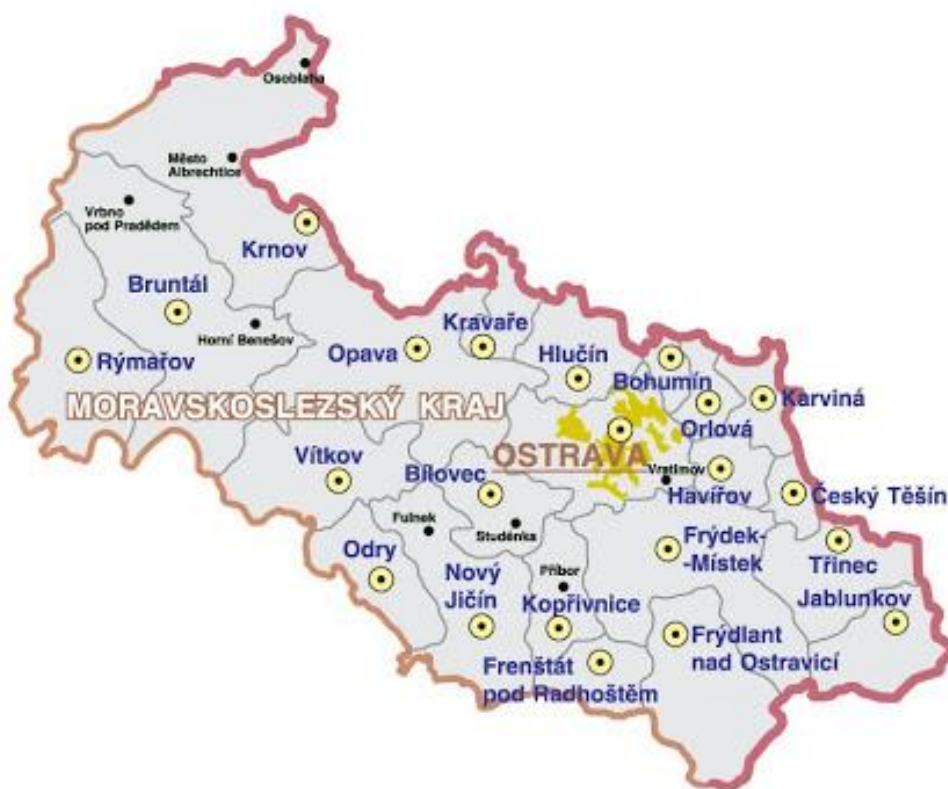 Osoblaha
Město
Albrechtice
Vrbno
pod Pradědem
Krnov
Bruntál
Horní Benešov
Rýmařov
Opava
Kravaře
Hlučín
Bohumín
Karviná
MORAVSKOSLEZSKÝ KRAJ
Orlová
OSTRAVA
Vítkov
Bílovec
Vratimov
Havířov
Český Těšín
Fulnek
Studénka
Odry
Frýdek-
-Místek
Třinec
Nový
Jičín
Příbor
Kopřivnice
Jablunkov
Frýdlant
nad Ostravicí
Frenštát
pod Radhoštěm